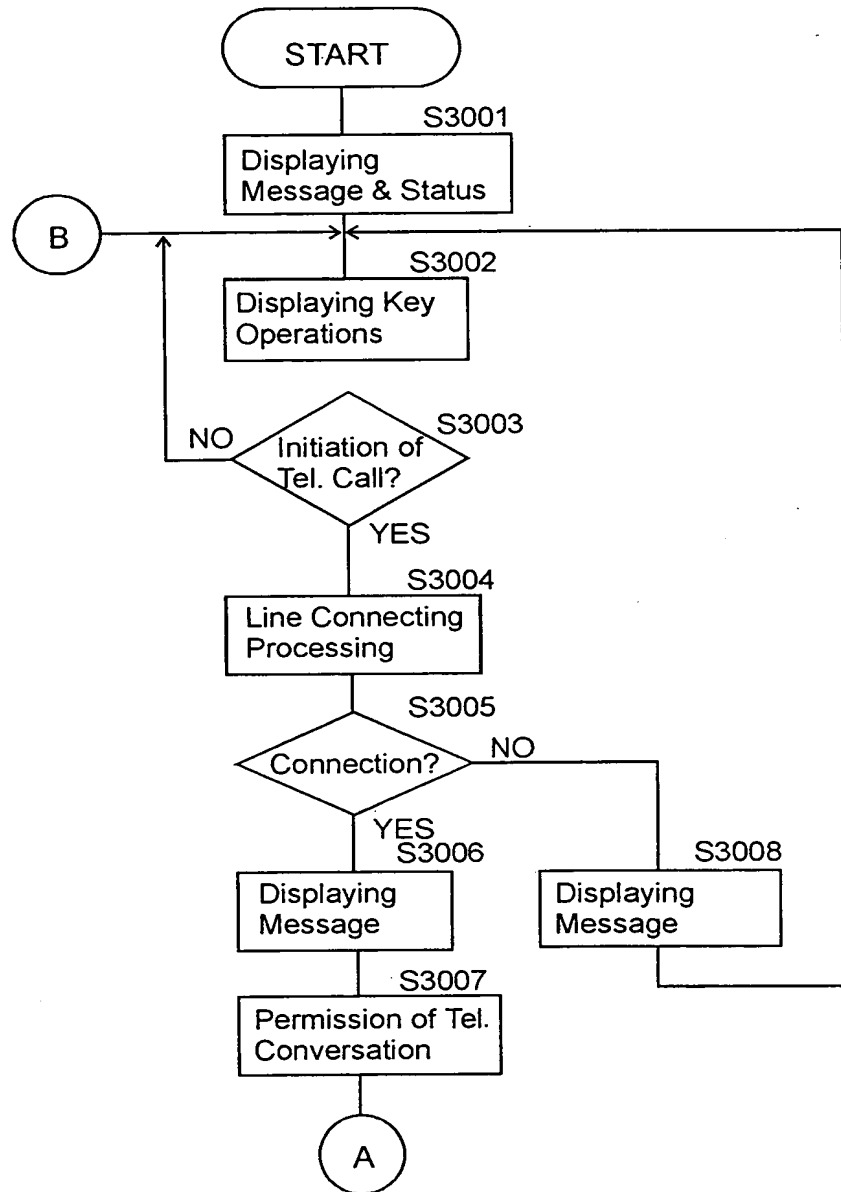 START
S3001
Displaying
Message & Status
B
S3002
Displaying Key
Operations
S3003
NO
Initiation of
Tel. Call?
YES
S3004
Line Connecting
Processing
S3005
NO
Connection?
YES
S3006
S3008
Displaying
Message
Displaying
Message
S3007
Permission of Tel.
Conversation
A